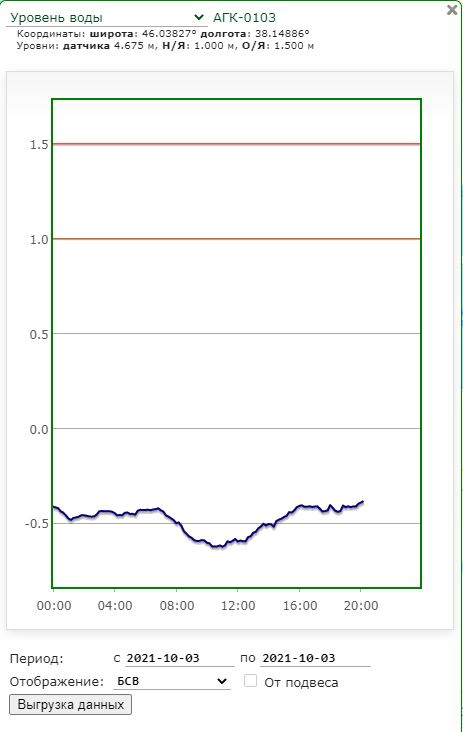 Уровень воды АГК-0103
Координаты: широта: 46.03827° долгота: 38.14886°
Уровни: датчика 4.675 м, Н/Я: 1.000 м, О/Я: 1.500 м
1.5
1.0
0.5
0.0
-0.5
00:00 04:00 08:00 12:00 16:00 20:00
Период: с 2021-10-03 по 2021-10-03
Отображение: БСВ От подвеса
Выгрузка данных